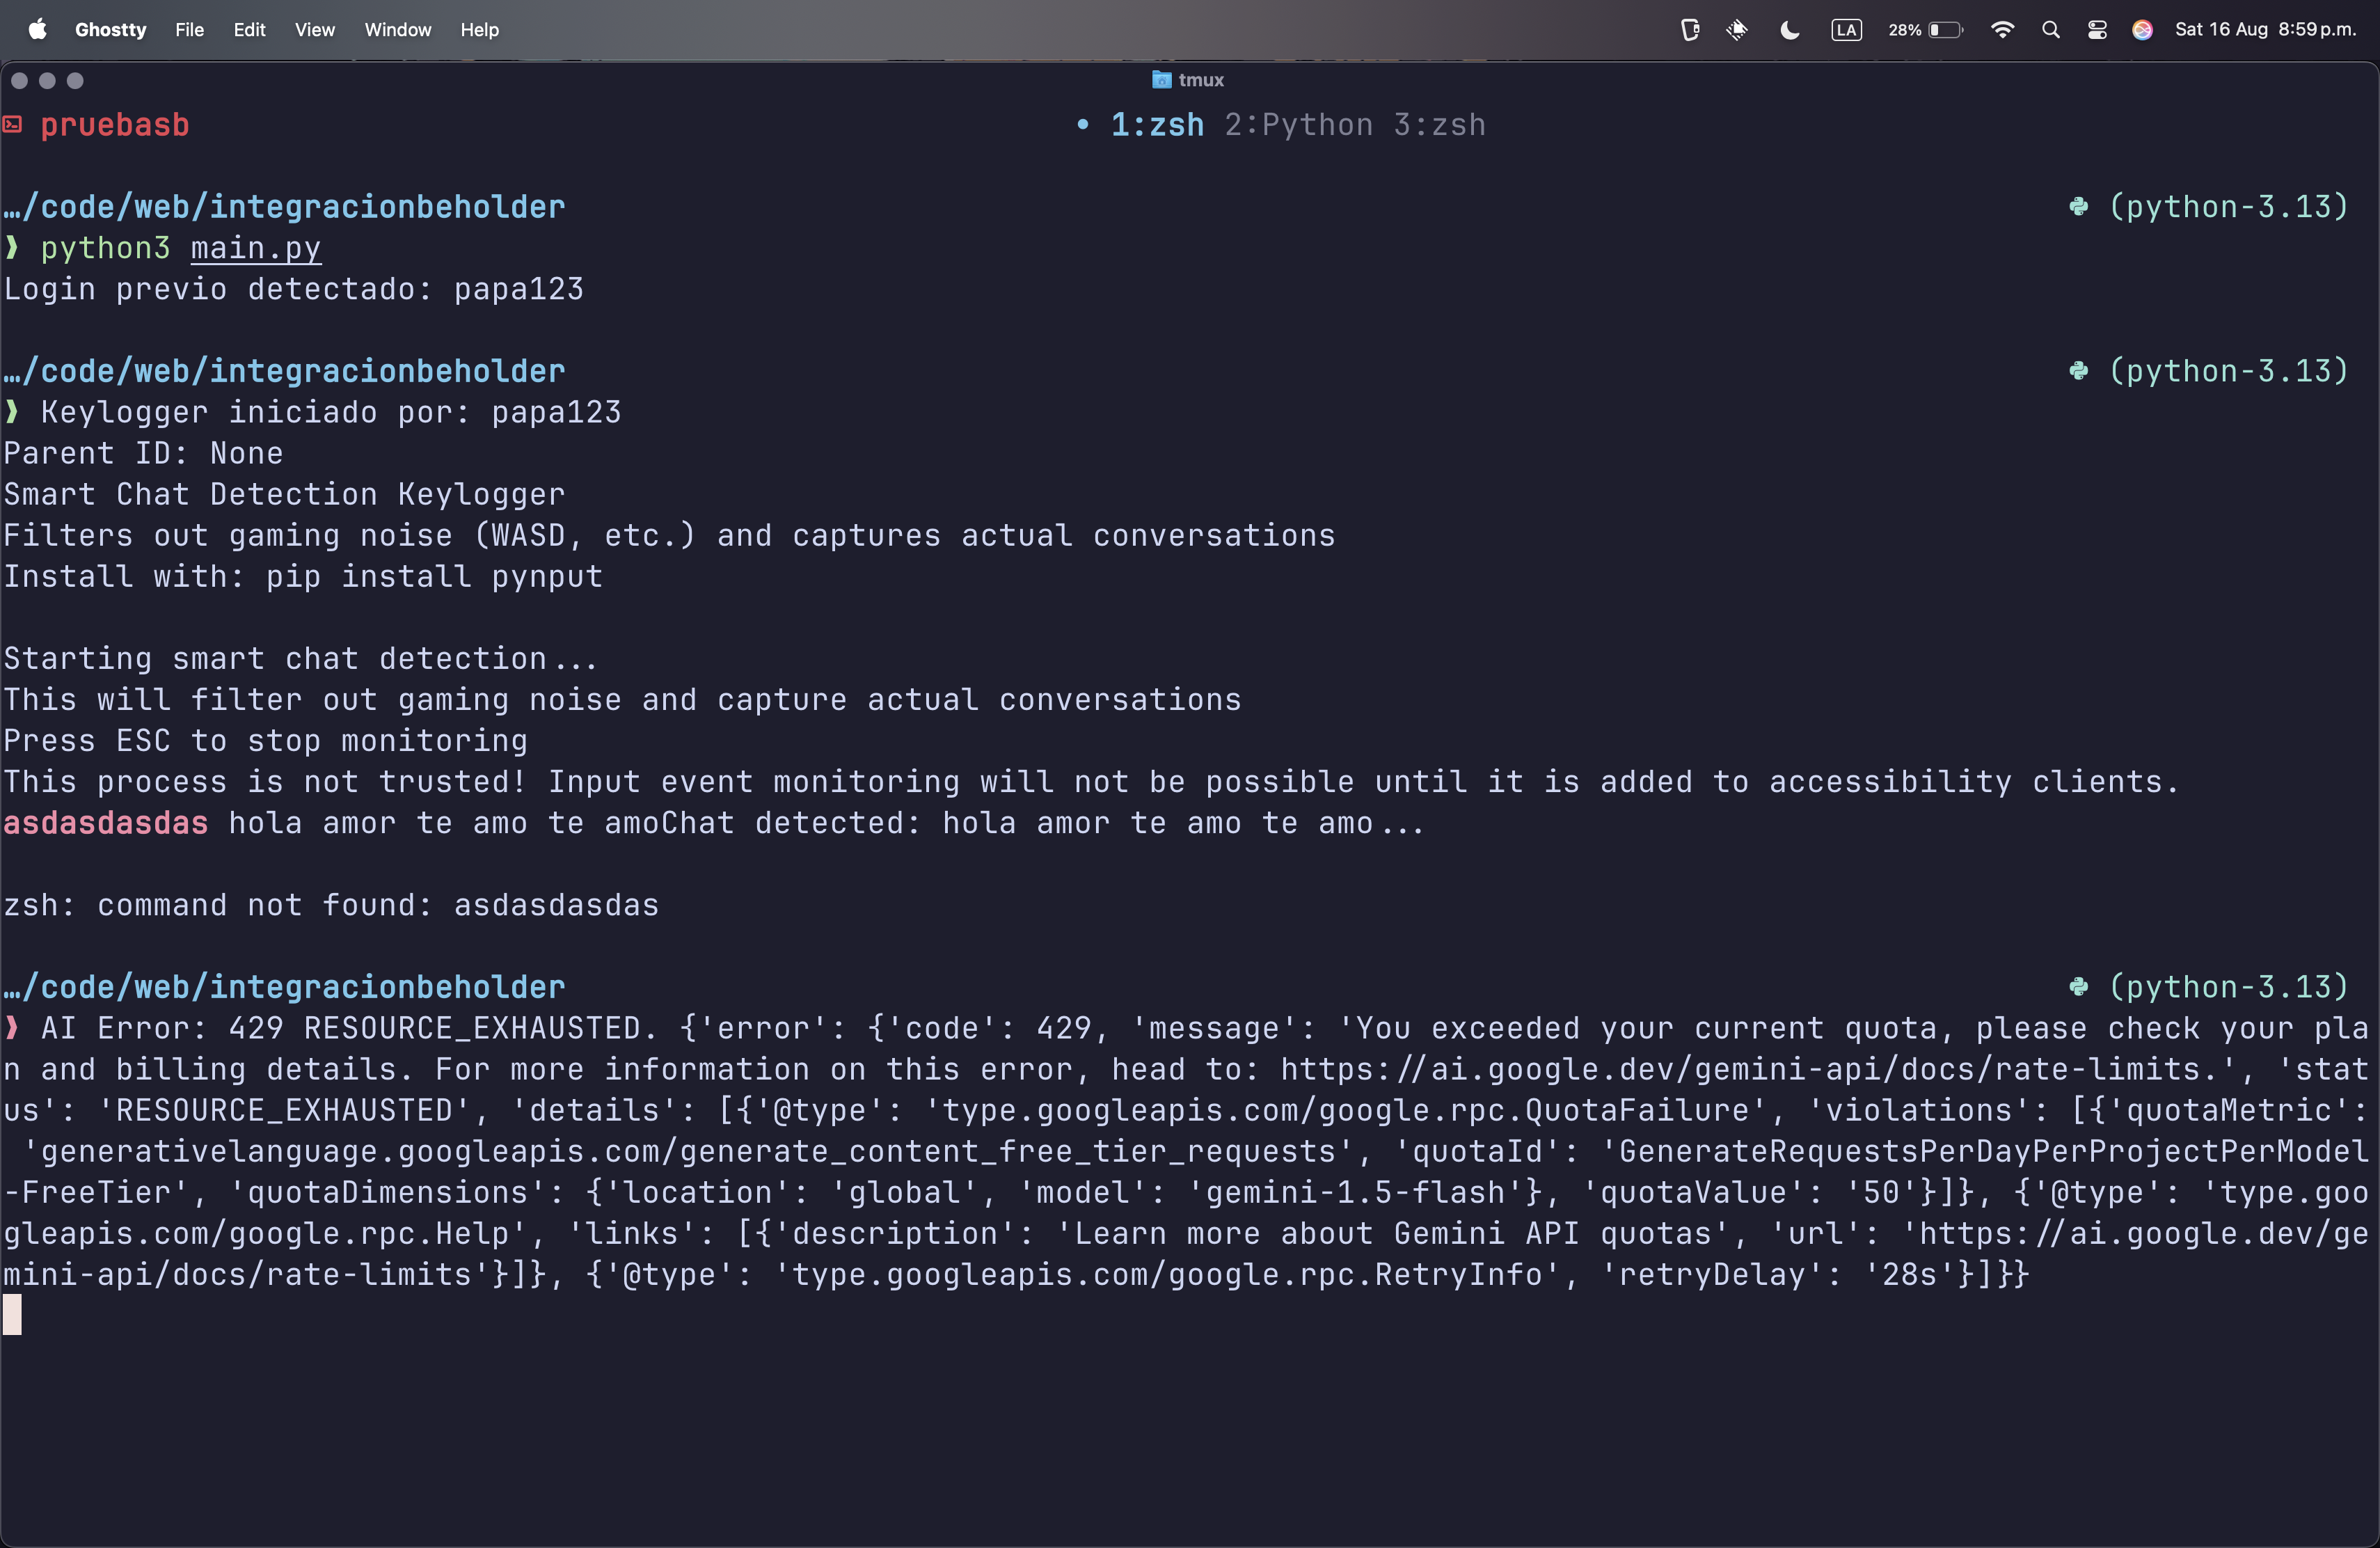 Ghostty File Edit View Window Help LA 28% Sat 16 Aug 8:59 p.m.
tmux
pruebasb • 1:zsh 2:Python 3:zsh
…/code/web/integracionbeholder (python-3.13)
❱ python3 main.py
Login previo detectado: papa123
…/code/web/integracionbeholder (python-3.13)
❱ Keylogger iniciado por: papa123
Parent ID: None
Smart Chat Detection Keylogger
Filters out gaming noise (WASD, etc.) and captures actual conversations
Install with: pip install pynput
Starting smart chat detection...
This will filter out gaming noise and capture actual conversations
Press ESC to stop monitoring
This process is not trusted! Input event monitoring will not be possible until it is added to accessibility clients.
asdasdasdas hola amor te amo te amoChat detected: hola amor te amo te amo...
zsh: command not found: asdasdasdas
…/code/web/integracionbeholder (python-3.13)
❱ AI Error: 429 RESOURCE_EXHAUSTED. {'error': {'code': 429, 'message': 'You exceeded your current quota, please check your pla
n and billing details. For more information on this error, head to: https://ai.google.dev/gemini-api/docs/rate-limits.', 'stat
us': 'RESOURCE_EXHAUSTED', 'details': [{'@type': 'type.googleapis.com/google.rpc.QuotaFailure', 'violations': [{'quotaMetric':
'generativelanguage.googleapis.com/generate_content_free_tier_requests', 'quotaId': 'GenerateRequestsPerDayPerProjectPerModel
-FreeTier', 'quotaDimensions': {'location': 'global', 'model': 'gemini-1.5-flash'}, 'quotaValue': '50'}]}, {'@type': 'type.goo
gleapis.com/google.rpc.Help', 'links': [{'description': 'Learn more about Gemini API quotas', 'url': 'https://ai.google.dev/ge
mini-api/docs/rate-limits'}]}, {'@type': 'type.googleapis.com/google.rpc.RetryInfo', 'retryDelay': '28s'}]}}